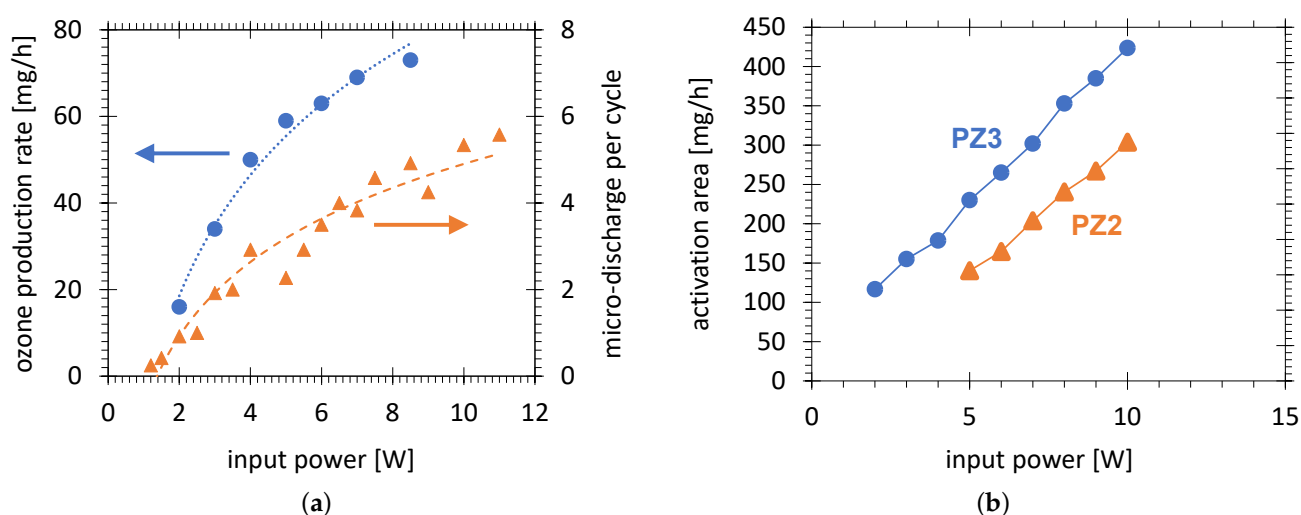 ozone production rate [mg/h]
80
60
40
20
0
0 2 4 6 8 10 12
input power [W]
8
6
4
2
0
micro-discharge per cycle
(a)
activation area [mg/h]
450
400
350
300
250
200
150
100
50
0
PZ3
PZ2
0 5 10 15
input power [W]
(b)